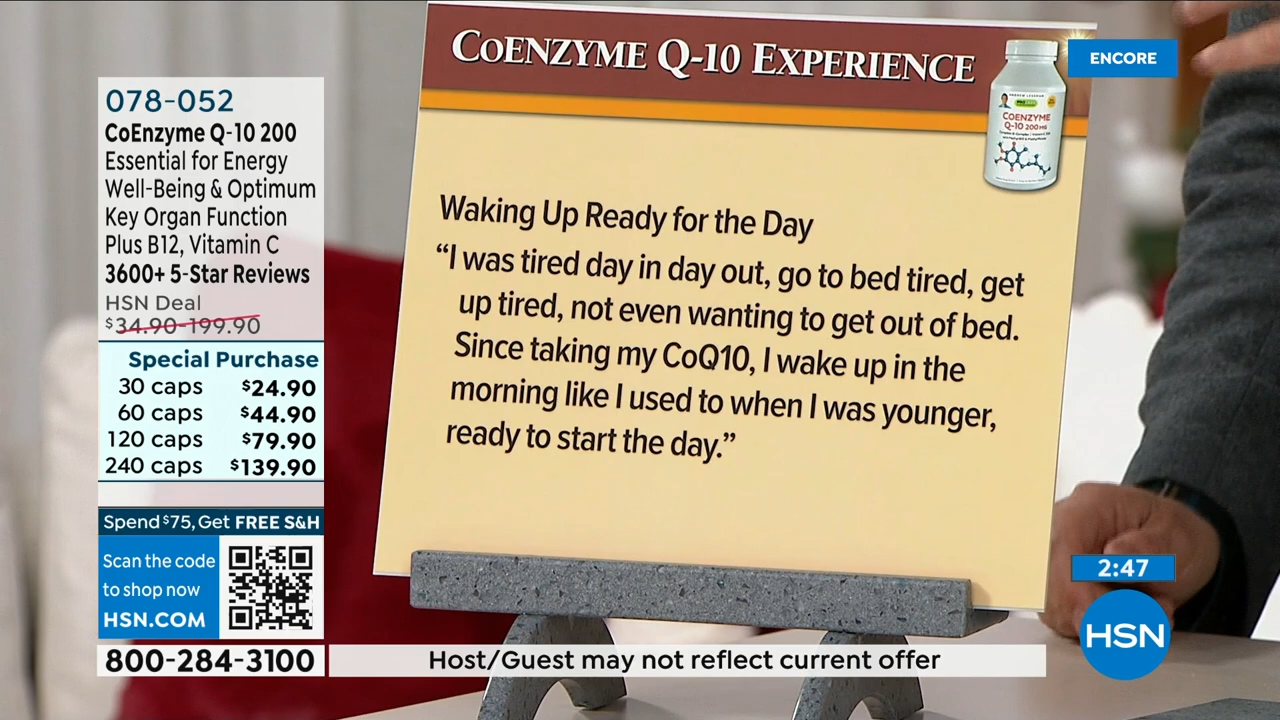 COENZYME Q-10 EXPERIENCE
ENCORE
COENZYME
Q-10 200MG
Waking Up Ready for the Day
“I was tired day in day out, go to bed tired, get
up tired, not even wanting to get out of bed.
Since taking my CoQ10, I wake up in the
morning like I used to when I was younger,
ready to start the day.”
078-052
CoEnzyme Q-10 200
Essential for Energy
Well-Being & Optimum
Key Organ Function
Plus B12, Vitamin C
3600+ 5-Star Reviews
HSN Deal
$34.90-199.90
Special Purchase
30 caps $24.90
60 caps $44.90
120 caps $79.90
240 caps $139.90
Spend $75, Get FREE S&H
Scan the code
to shop now
HSN.COM
800-284-3100
Host/Guest may not reflect current offer
2:47
HSN